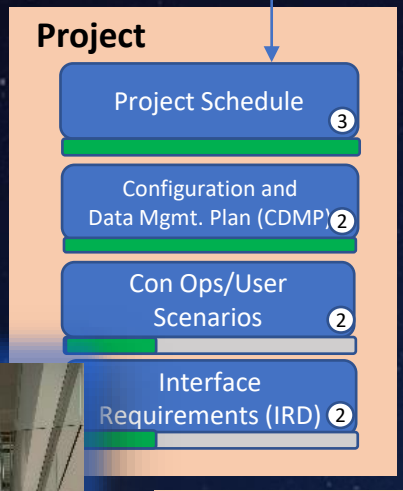 Project
Project Schedule
3
Configuration and
Data Mgmt. Plan (CDMP)
2
Con Ops/User
Scenarios
2
Interface
Requirements (IRD)
2